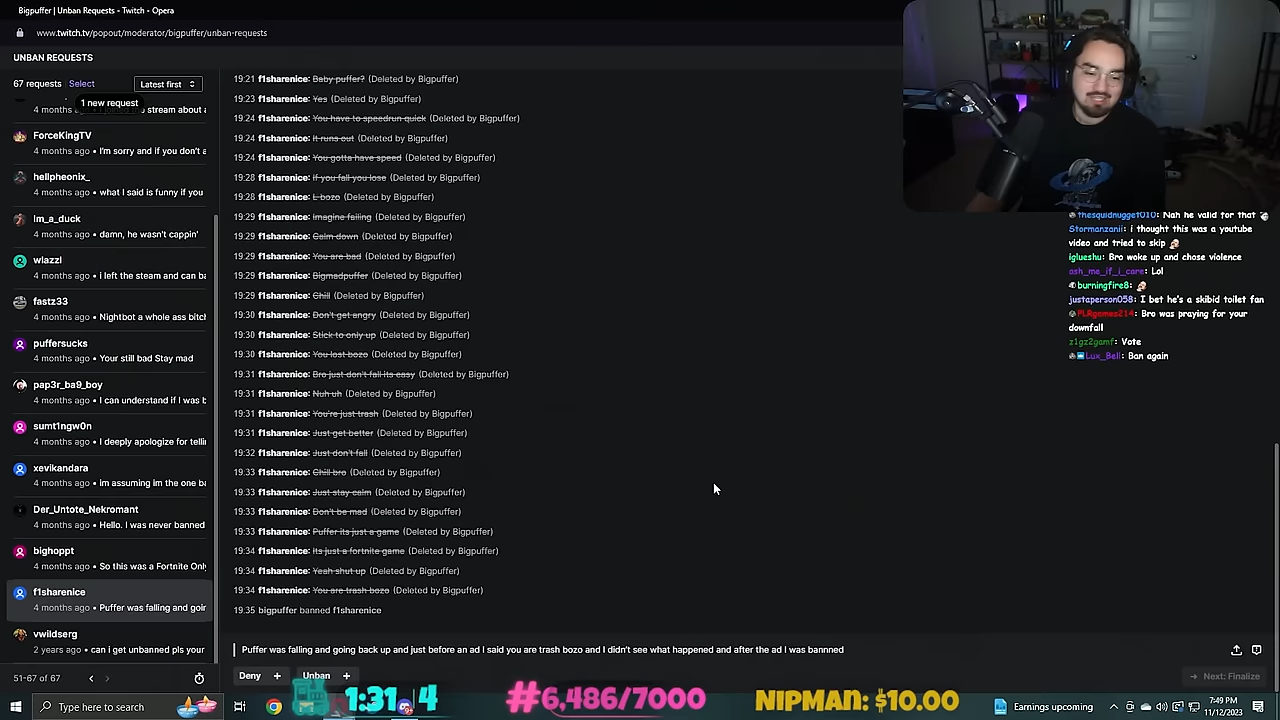 Bigpuffer | Unban Requests - Twitch - Opera
www.twitch.tv/popout/moderator/bigpuffer/unban-requests
UNBAN REQUESTS
67 requests Select Latest first
1 new request
4 months stream about a
ForceKingTV
4 months ago • I'm sorry and if you don't a
hellpheonix_
4 months ago • what I said is funny if you
Im_a_duck
4 months ago • damn, he wasn't cappin'
wlazzl
4 months ago • i left the steam and can ba
fastz33
4 months ago • Nightbot a whole ass bitch
puffersucks
4 months ago • Your still bad Stay mad
pap3r_ba9_boy
4 months ago • I can understand if I was b
sumt1ngw0n
4 months ago • I deeply apologize for tellin
xevikandara
4 months ago • im assuming im the one ba
Der_Untote_Nekromant
4 months ago • Hello. I was never banned
bighoppt
4 months ago • So this was a Fortnite Only
f1sharenice
4 months ago • Puffer was falling and goin
vwildserg
2 years ago • can i get unbanned pls your
51-67 of 67
19:21 f1sharenice: Baby puffer? (Deleted by Bigpuffer)
19:23 f1sharenice: Yes (Deleted by Bigpuffer)
19:24 f1sharenice: You have to speedrun quick (Deleted by Bigpuffer)
19:24 f1sharenice: It runs out (Deleted by Bigpuffer)
19:24 f1sharenice: You gotta have speed (Deleted by Bigpuffer)
19:28 f1sharenice: If you fall you lose (Deleted by Bigpuffer)
19:28 f1sharenice: L bozo (Deleted by Bigpuffer)
19:29 f1sharenice: Imagine failing (Deleted by Bigpuffer)
19:29 f1sharenice: Calm down (Deleted by Bigpuffer)
19:29 f1sharenice: You are bad (Deleted by Bigpuffer)
19:29 f1sharenice: Bigmadpuffer (Deleted by Bigpuffer)
19:29 f1sharenice: Chill (Deleted by Bigpuffer)
19:30 f1sharenice: Don't get angry (Deleted by Bigpuffer)
19:30 f1sharenice: Stick to only up (Deleted by Bigpuffer)
19:30 f1sharenice: You lost bozo (Deleted by Bigpuffer)
19:31 f1sharenice: Bro just don't fall its easy (Deleted by Bigpuffer)
19:31 f1sharenice: Nuh uh (Deleted by Bigpuffer)
19:31 f1sharenice: You're just trash (Deleted by Bigpuffer)
19:31 f1sharenice: Just get better (Deleted by Bigpuffer)
19:32 f1sharenice: Just don't fall (Deleted by Bigpuffer)
19:33 f1sharenice: Chill bro (Deleted by Bigpuffer)
19:33 f1sharenice: Just stay calm (Deleted by Bigpuffer)
19:33 f1sharenice: Don't be mad (Deleted by Bigpuffer)
19:33 f1sharenice: Puffer its just a game (Deleted by Bigpuffer)
19:34 f1sharenice: Its just a fortnite game (Deleted by Bigpuffer)
19:34 f1sharenice: Yeah shut up (Deleted by Bigpuffer)
19:34 f1sharenice: You are trash bozo (Deleted by Bigpuffer)
19:35 bigpuffer banned f1sharenice
Puffer was falling and going back up and just before an ad I said you are trash bozo and I didn't see what happened and after the ad I was bannned
Deny + Unban + Next: Finalize
thesquidnugget010: Nah he valid for that
Stormanzanii: i thought this was a youtube
video and tried to skip
iglueshu: Bro woke up and chose violence
ash_me_if_i_care: Lol
burningfire8:
justaperson058: I bet he's a skibid toilet fan
PLRgames214: Bro was praying for your
downfall
z1gz2gamf: Vote
Lux_Bell: Ban again
1:31 4 #6,486/7000 NIPMAN: $10.00
Type here to search
Earnings upcoming
7:49 PM
11/12/2023